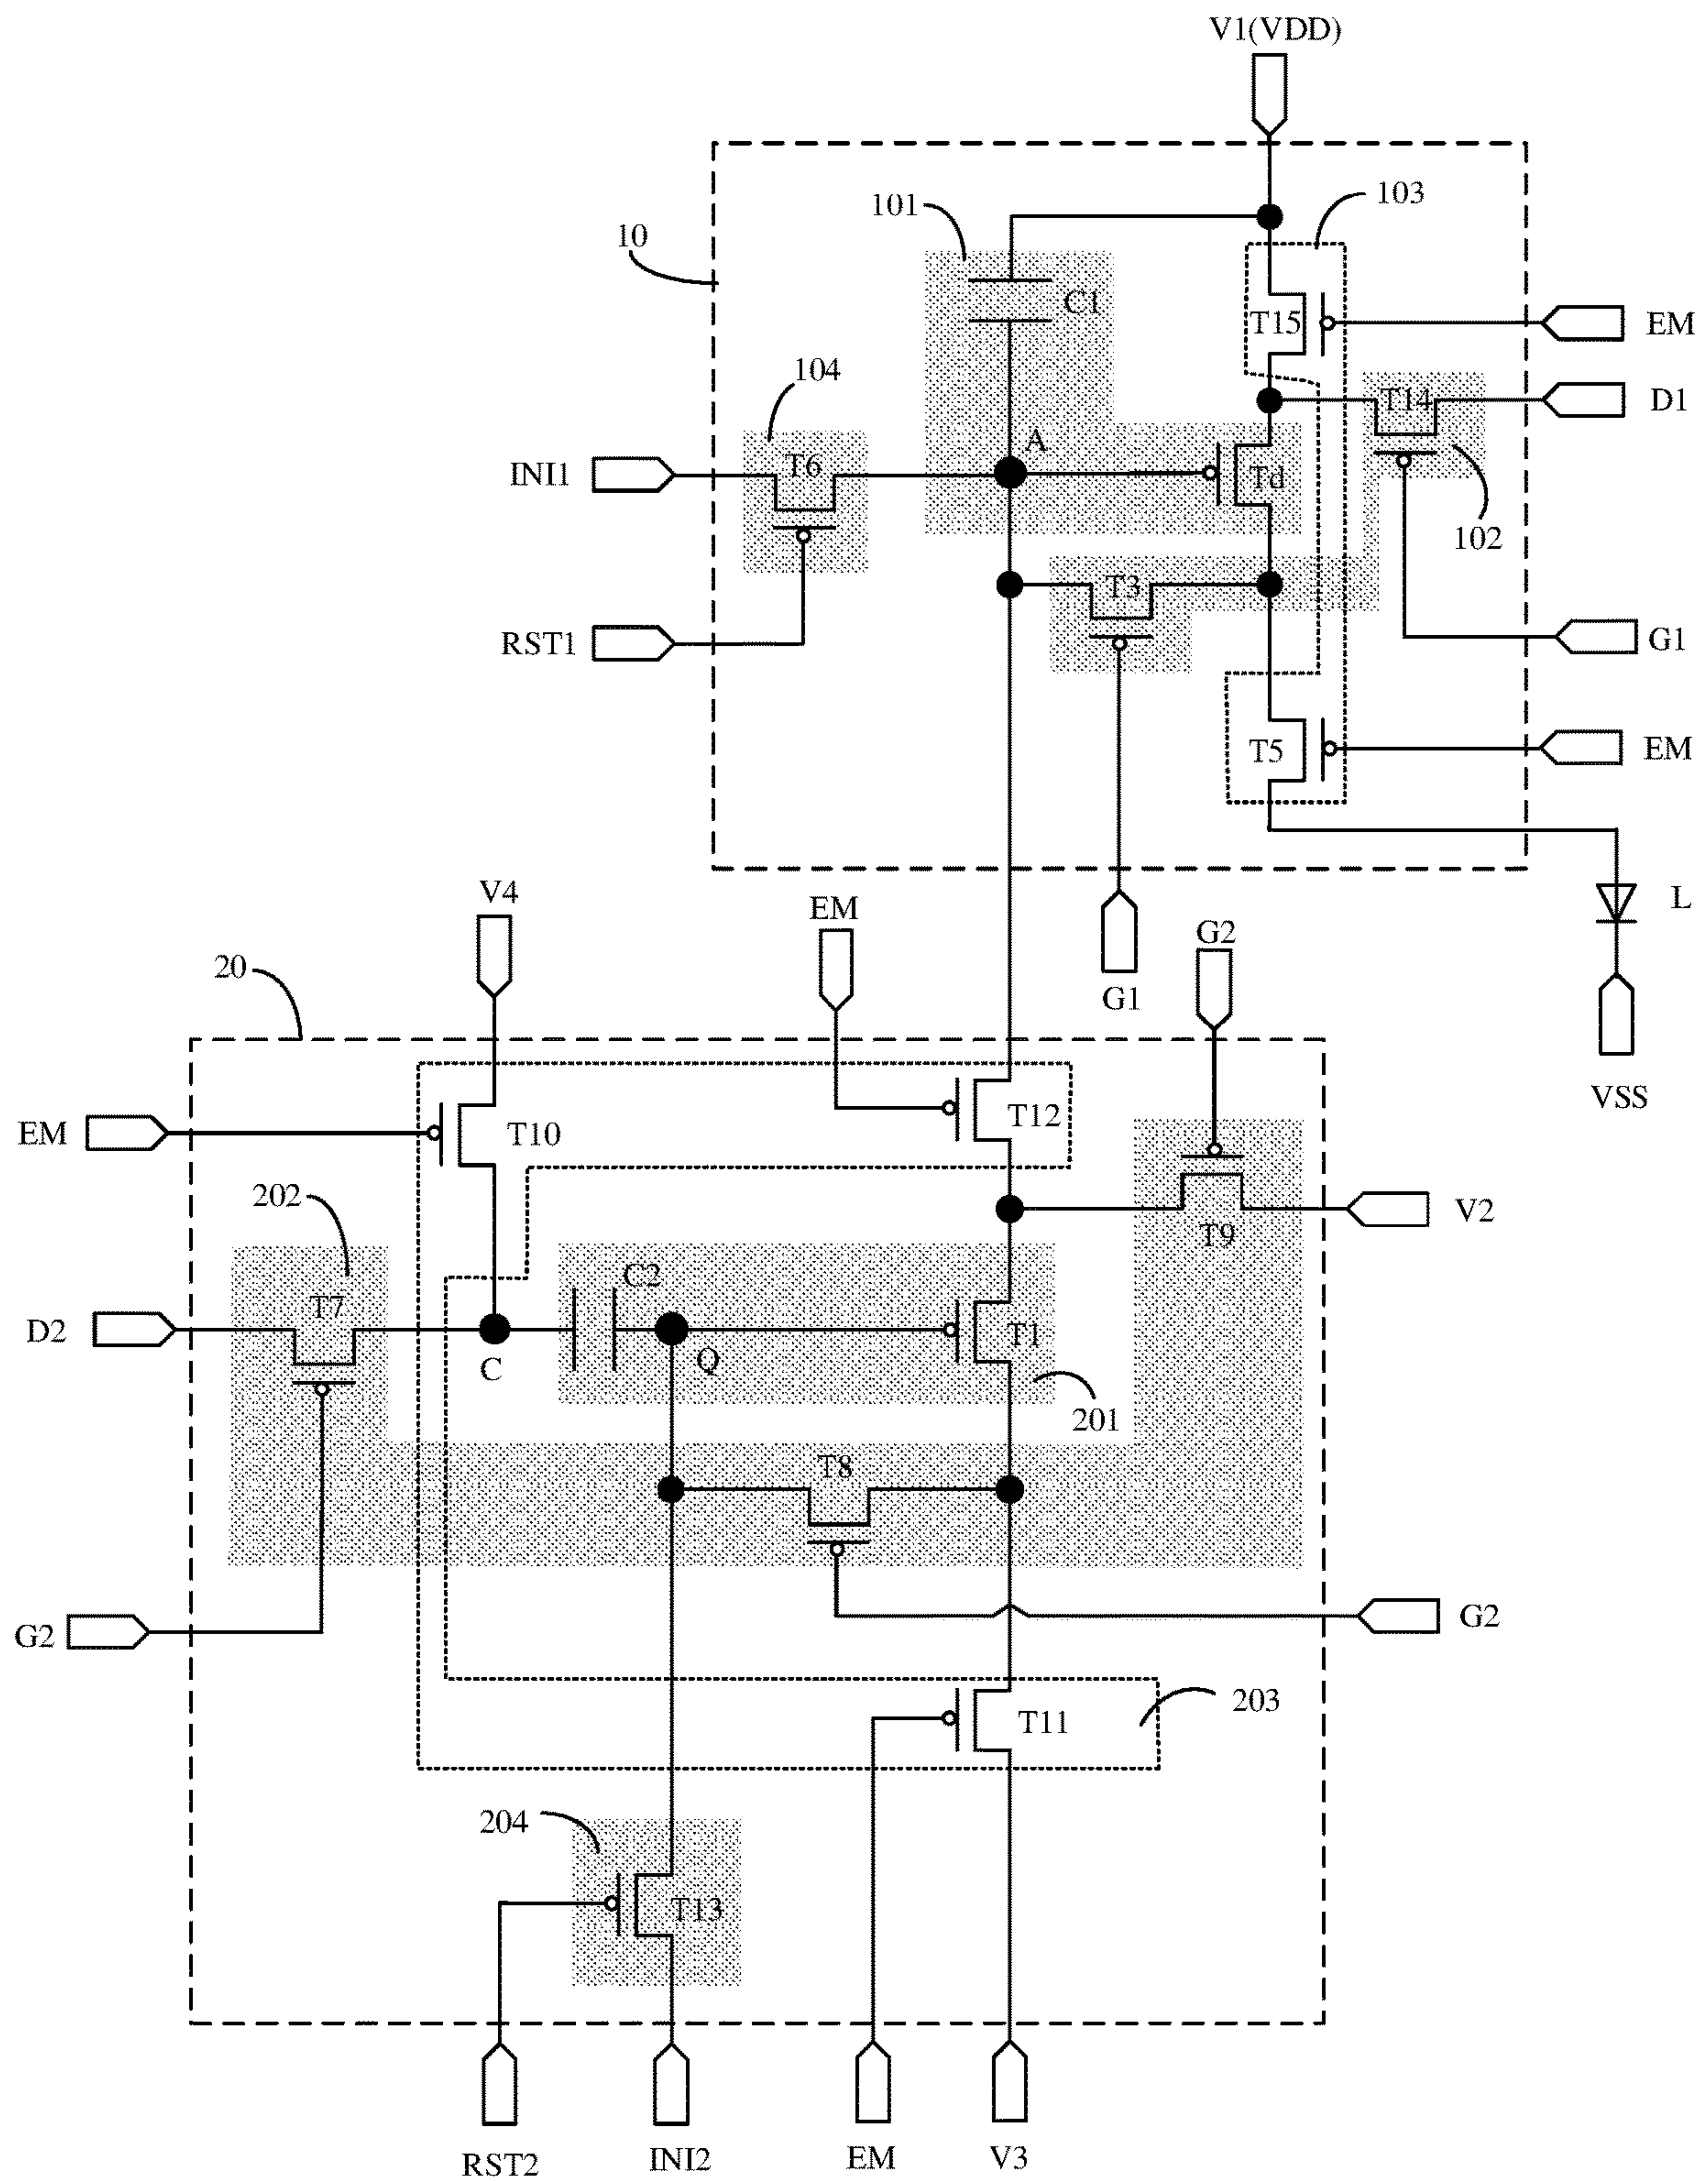 V1(VDD)
101
103
10
C1
T15
EM
104
T14
D1
A
T6
INI1
Td
102
T3
RST1
G1
T5
EM
V4
EM
L
G2
20
G1
VSS
T12
EM
T10
202
V2
T9
C2
T7
D2
T1
C
Q
201
T8
G2
G2
203
T11
204
T13
RST2
INI2
EM
V3